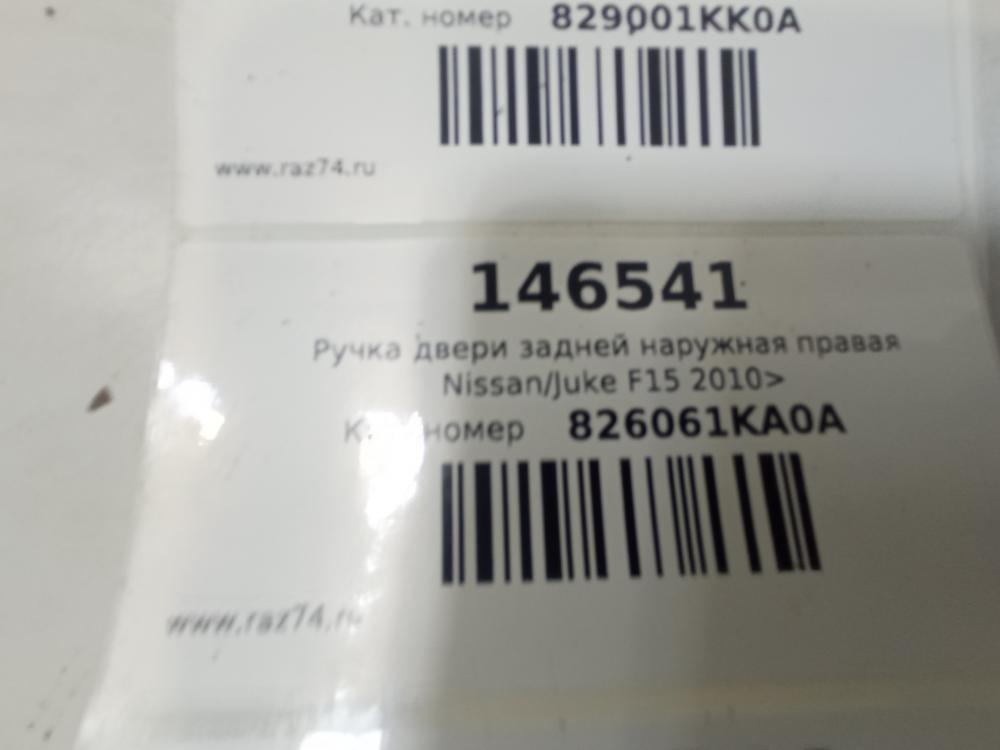 Кат. номер 829001KK0A
www.raz74.ru
146541
Ручка двери задней наружная правая
Nissan/Juke F15 2010>
номер 826061KA0A
www.raz74.ru